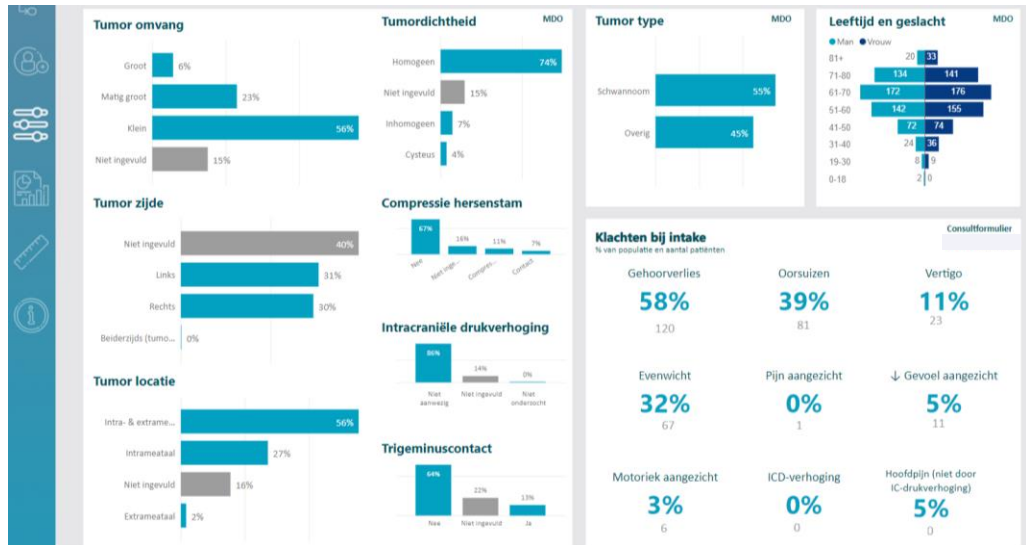 Tumor omvang
Groot 6%
Matig groot 23%
Klein 56%
Niet ingevuld 15%
Tumor zijde
Niet ingevuld 40%
Links 31%
Rechts 30%
Beiderzijds (tumo... 0%
Tumor locatie
Intra- & extrame... 56%
Intrameataal 27%
Niet ingevuld 16%
Extrameataal 2%
Tumordichtheid MDO
Homogeen 74%
Niet ingevuld 15%
Inhomogeen 7%
Cysteus 4%
Compressie hersenstam
67% 16% 11% 7%
Nee Niet inge... Compres... Contact
Intracraniële drukverhoging
86% 14% 0%
Niet aanwezig Niet ingevuld Niet onderzocht
Trigeminuscontact
64% 22% 13%
Nee Niet ingevuld Ja
Tumor type MDO
Schwannoom 55%
Overig 45%
Leeftijd en geslacht MDO
Man Vrouw
81+ 20 33
71-80 134 141
61-70 172 176
51-60 142 155
41-50 72 74
31-40 24 36
19-30 8 9
0-18 2 0
Klachten bij intake Consultformulier
% van populatie en aantal patiënten
Gehoorverlies Oorsuizen Vertigo
58% 39% 11%
120 81 23
Evenwicht Pijn aangezicht ↓ Gevoel aangezicht
32% 0% 5%
67 1 11
Motoriek aangezicht ICD-verhoging Hoofdpijn (niet door IC-drukverhoging)
3% 0% 5%
6 0 0